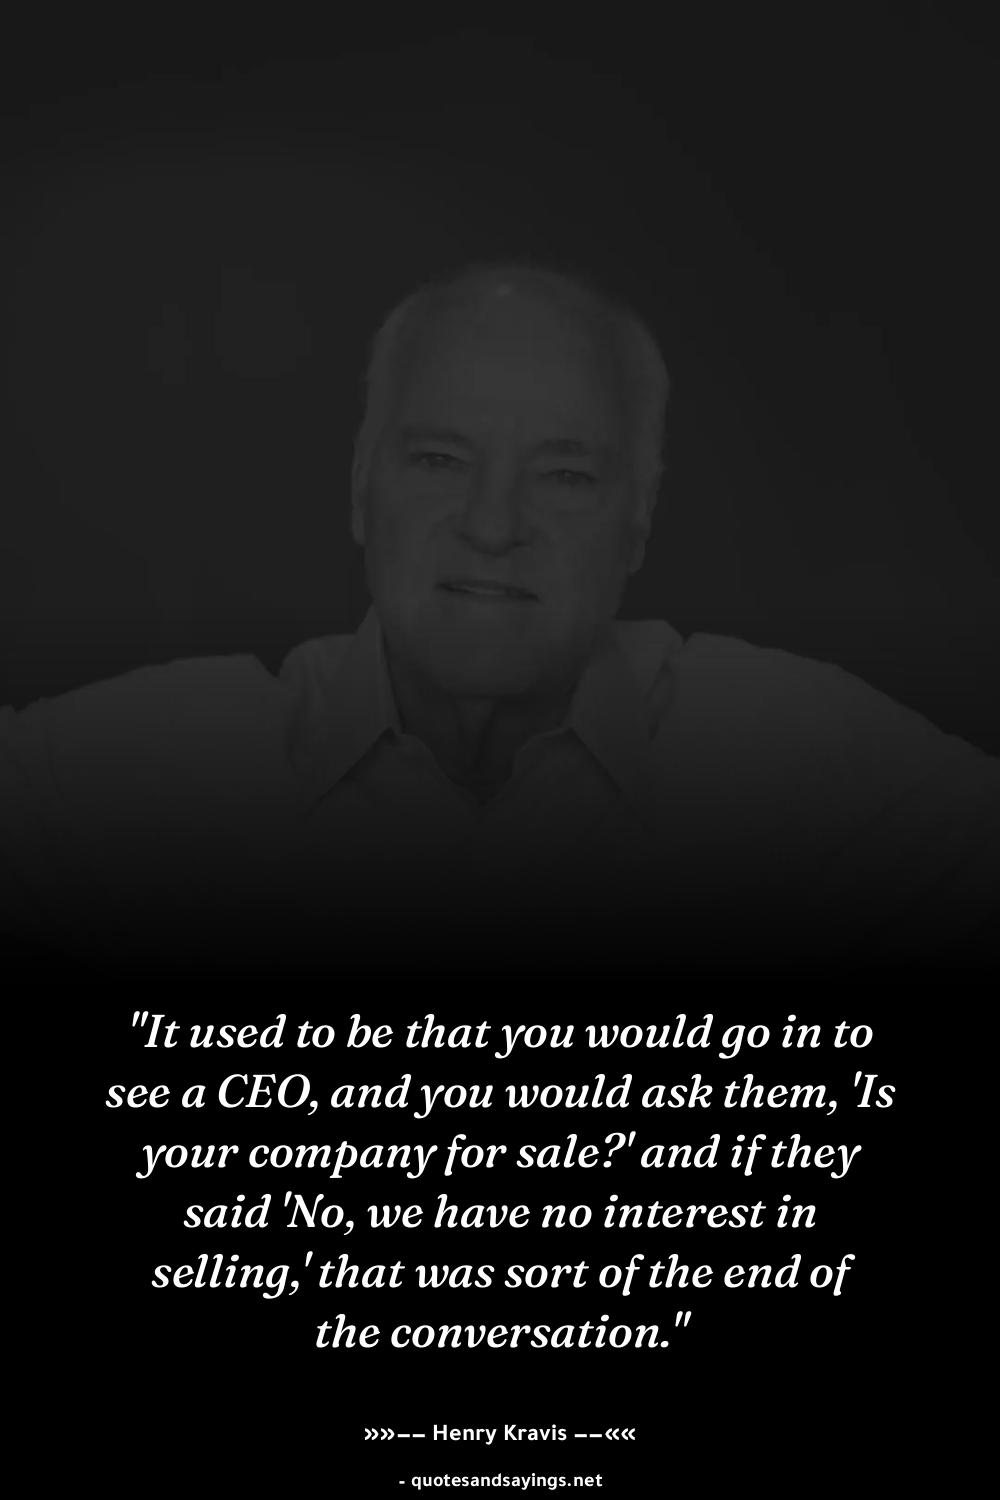 "It used to be that you would go in to
see a CEO, and you would ask them, 'Is
your company for sale?' and if they
said 'No, we have no interest in
selling,' that was sort of the end of
the conversation."
»»−− Henry Kravis −−««
- quotesandsayings.net